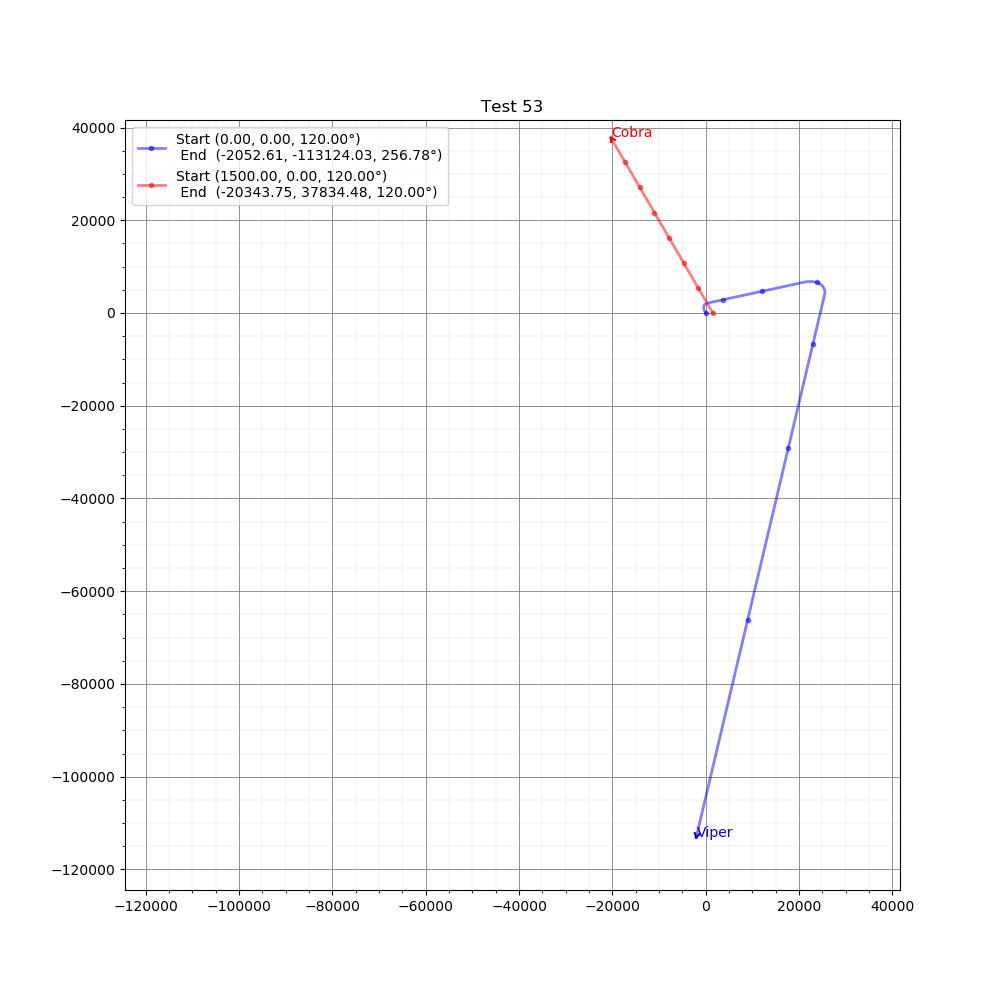 Test 53
Start (0.00, 0.00, 120.00°)
End (-2052.61, -113124.03, 256.78°)
Start (1500.00, 0.00, 120.00°)
End (-20343.75, 37834.48, 120.00°)
Cobra
Viper
40000
20000
0
−20000
−40000
−60000
−80000
−100000
−120000
−120000 −100000 −80000 −60000 −40000 −20000 0 20000 40000